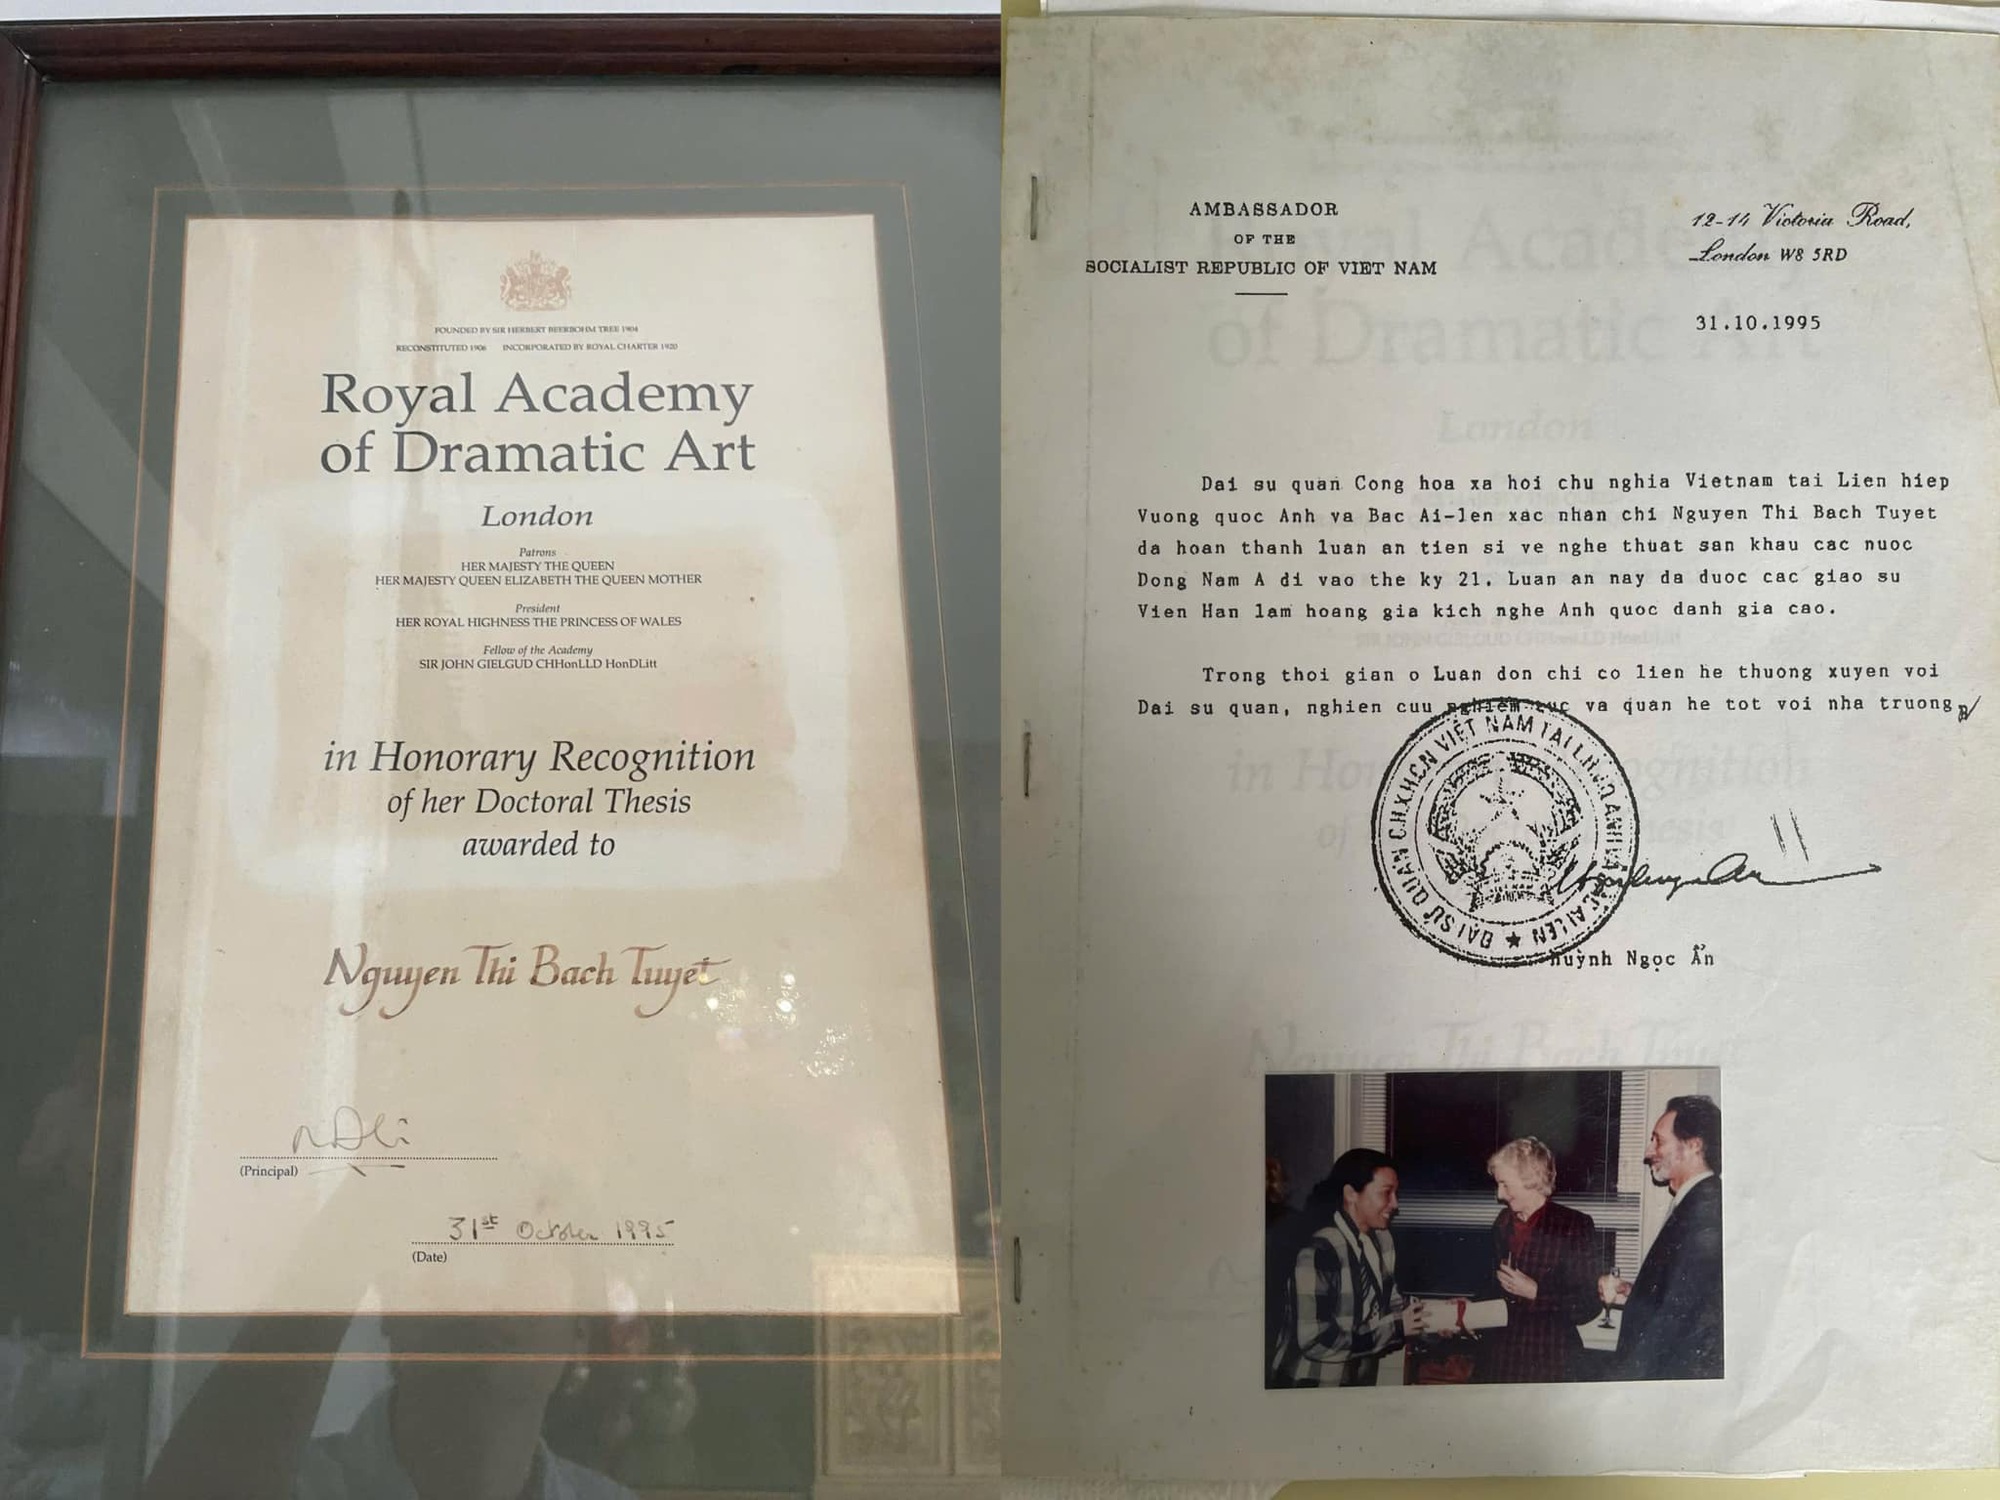 FOUNDED BY SIR HERBERT BEERBOHM TREE 1904
RECONSTITUTED 1906 INCORPORATED BY ROYAL CHARTER 1920
Royal Academy
of Dramatic Art
London
Patrons
HER MAJESTY THE QUEEN
HER MAJESTY QUEEN ELIZABETH THE QUEEN MOTHER
President
HER ROYAL HIGHNESS THE PRINCESS OF WALES
Fellow of the Academy
SIR JOHN GIELGUD CHHonLLD HonDLitt
in Honorary Recognition
of her Doctoral Thesis
awarded to
Nguyen Thi Bach Tuyet
(Principal)
31st October 1995
(Date)
AMBASSADOR
OF THE
SOCIALIST REPUBLIC OF VIET NAM
12-14 Victoria Road,
London W8 5RD
31.10.1995
Dai su quan Cong hoa xa hoi chu nghia Vietnam tai Lien hiep
Vuong quoc Anh va Bac Ai-len xac nhan chi Nguyen Thi Bach Tuyet
da hoan thanh luan an tien si ve nghe thuat san khau cac nuoc
Dong Nam A di vao the ky 21. Luan an nay da duoc cac giao su
Vien Han lam hoang gia kich nghe Anh quoc danh gia cao.
Trong thoi gian o Luan don chi co lien he thuong xuyen voi
Dai su quan, nghien cuu nghiem tuc va quan he tot voi nha truong
ĐẠI SỨ QUÁN C.H.X.H.C.N VIỆT NAM TẠI
AI LEN
Huỳnh Ngọc Ẩn